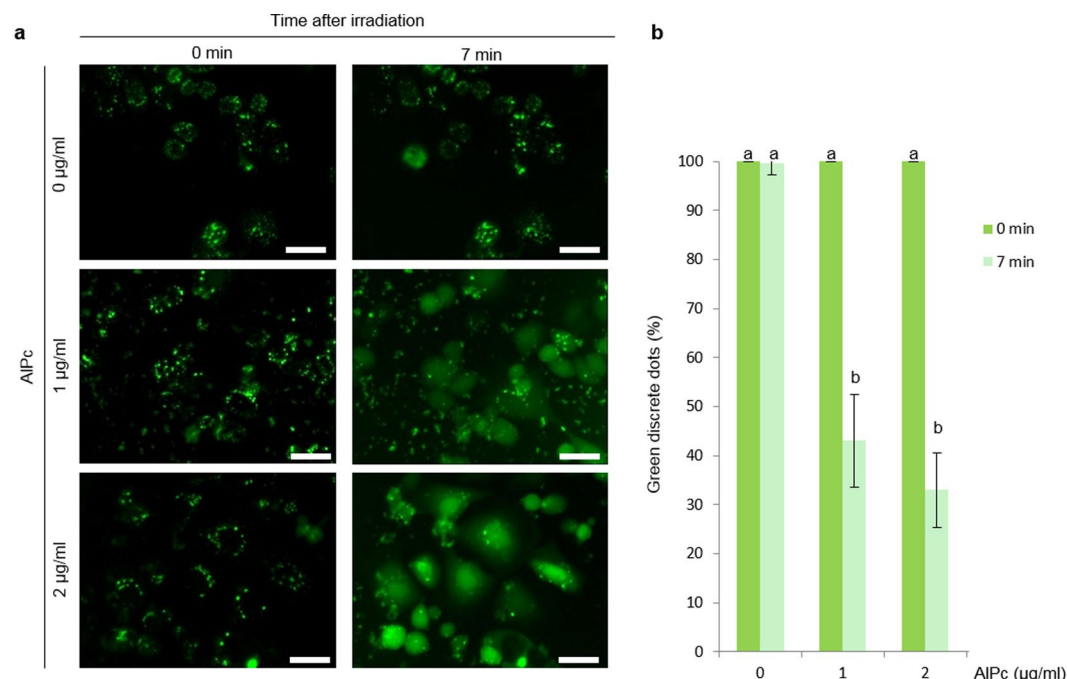 a
Time after irradiation
0 min
7 min
AlPc
0 µg/ml
1 µg/ml
2 µg/ml
b
Green discrete dots (%)
100
90
80
70
60
50
40
30
20
10
0
a
a
a
a
b
b
0 min
7 min
0
1
2
AlPc (µg/ml)